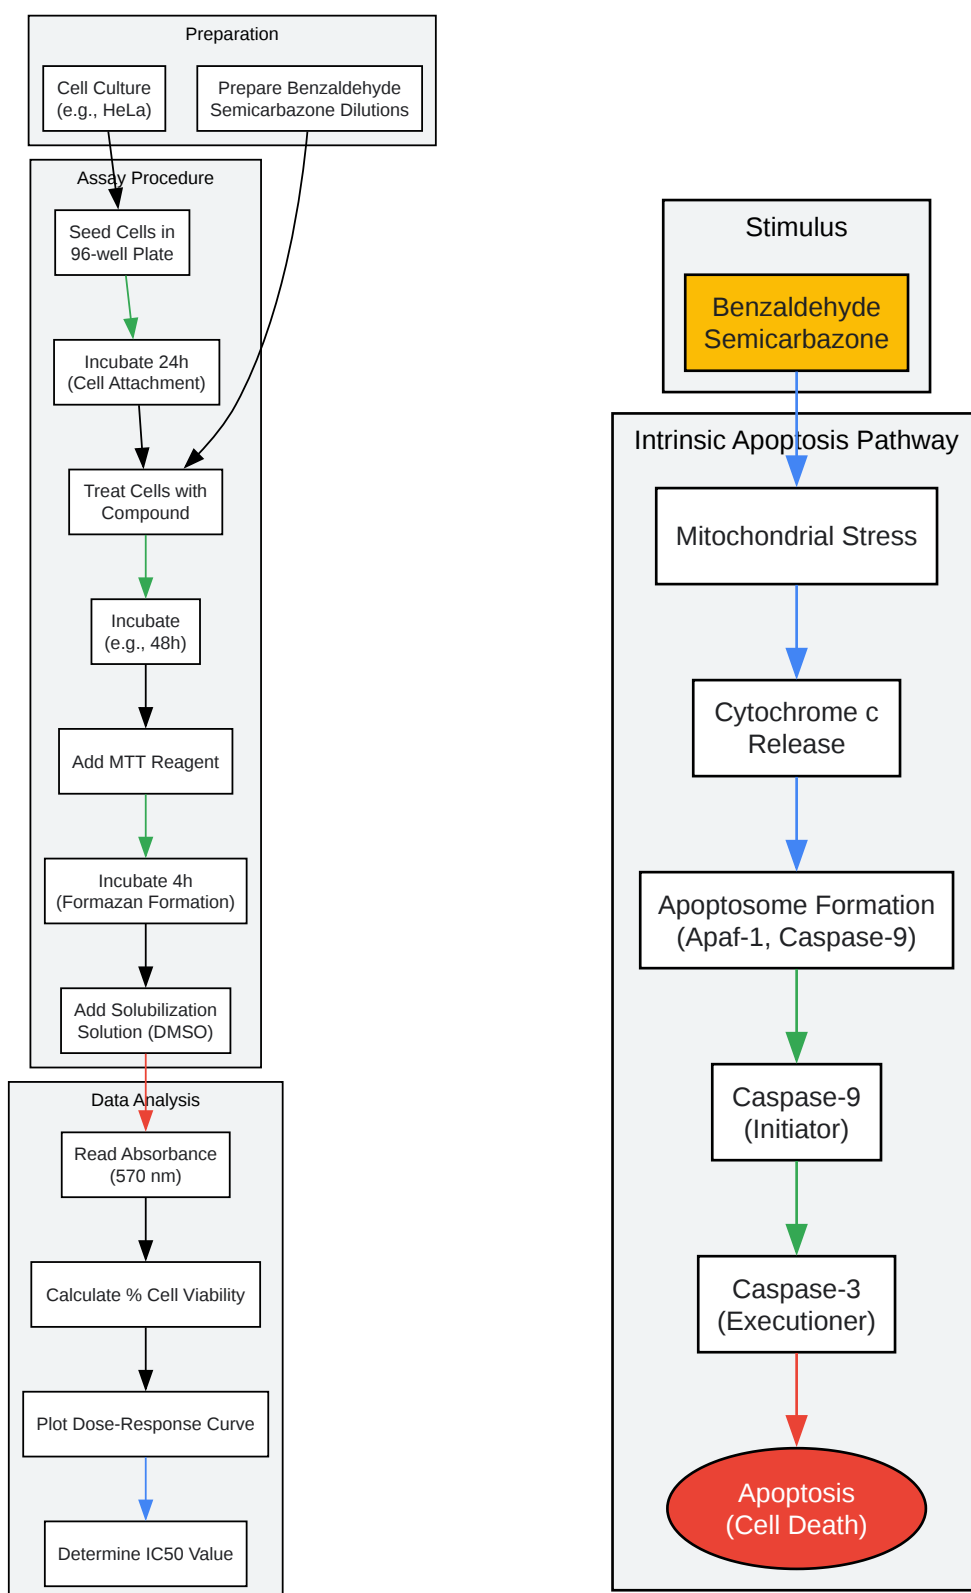 Preparation
Cell Culture
(e.g., HeLa)
Prepare Benzaldehyde
Semicarbazone Dilutions
Assay Procedure
Seed Cells in
96-well Plate
Incubate 24h
(Cell Attachment)
Treat Cells with
Compound
Incubate
(e.g., 48h)
Add MTT Reagent
Incubate 4h
(Formazan Formation)
Add Solubilization
Solution (DMSO)
Data Analysis
Read Absorbance
(570 nm)
Calculate % Cell Viability
Plot Dose-Response Curve
Determine IC50 Value
Stimulus
Benzaldehyde
Semicarbazone
Intrinsic Apoptosis Pathway
Mitochondrial Stress
Cytochrome c
Release
Apoptosome Formation
(Apaf-1, Caspase-9)
Caspase-9
(Initiator)
Caspase-3
(Executioner)
Apoptosis
(Cell Death)